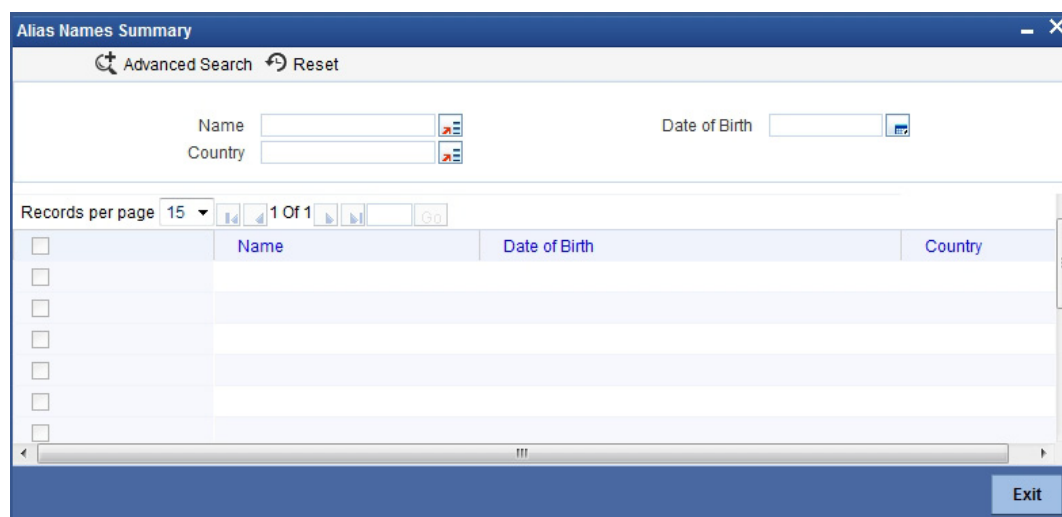 Alias Names Summary
Advanced Search Reset
Name Date of Birth
Country
Records per page 15 1 Of 1 Go
Name Date of Birth Country
Exit